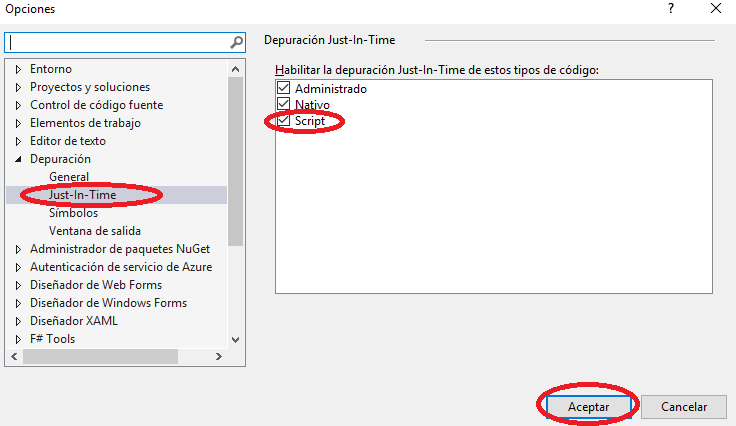 Opciones
?
Entorno
Proyectos y soluciones
Control de código fuente
Elementos de trabajo
Editor de texto
Depuración
General
Just-In-Time
Símbolos
Ventana de salida
Administrador de paquetes NuGet
Autenticación de servicio de Azure
Diseñador de Web Forms
Diseñador de Windows Forms
Diseñador XAML
F# Tools
Depuración Just-In-Time
Habilitar la depuración Just-In-Time de estos tipos de código:
Administrado
Nativo
Script
Aceptar
Cancelar